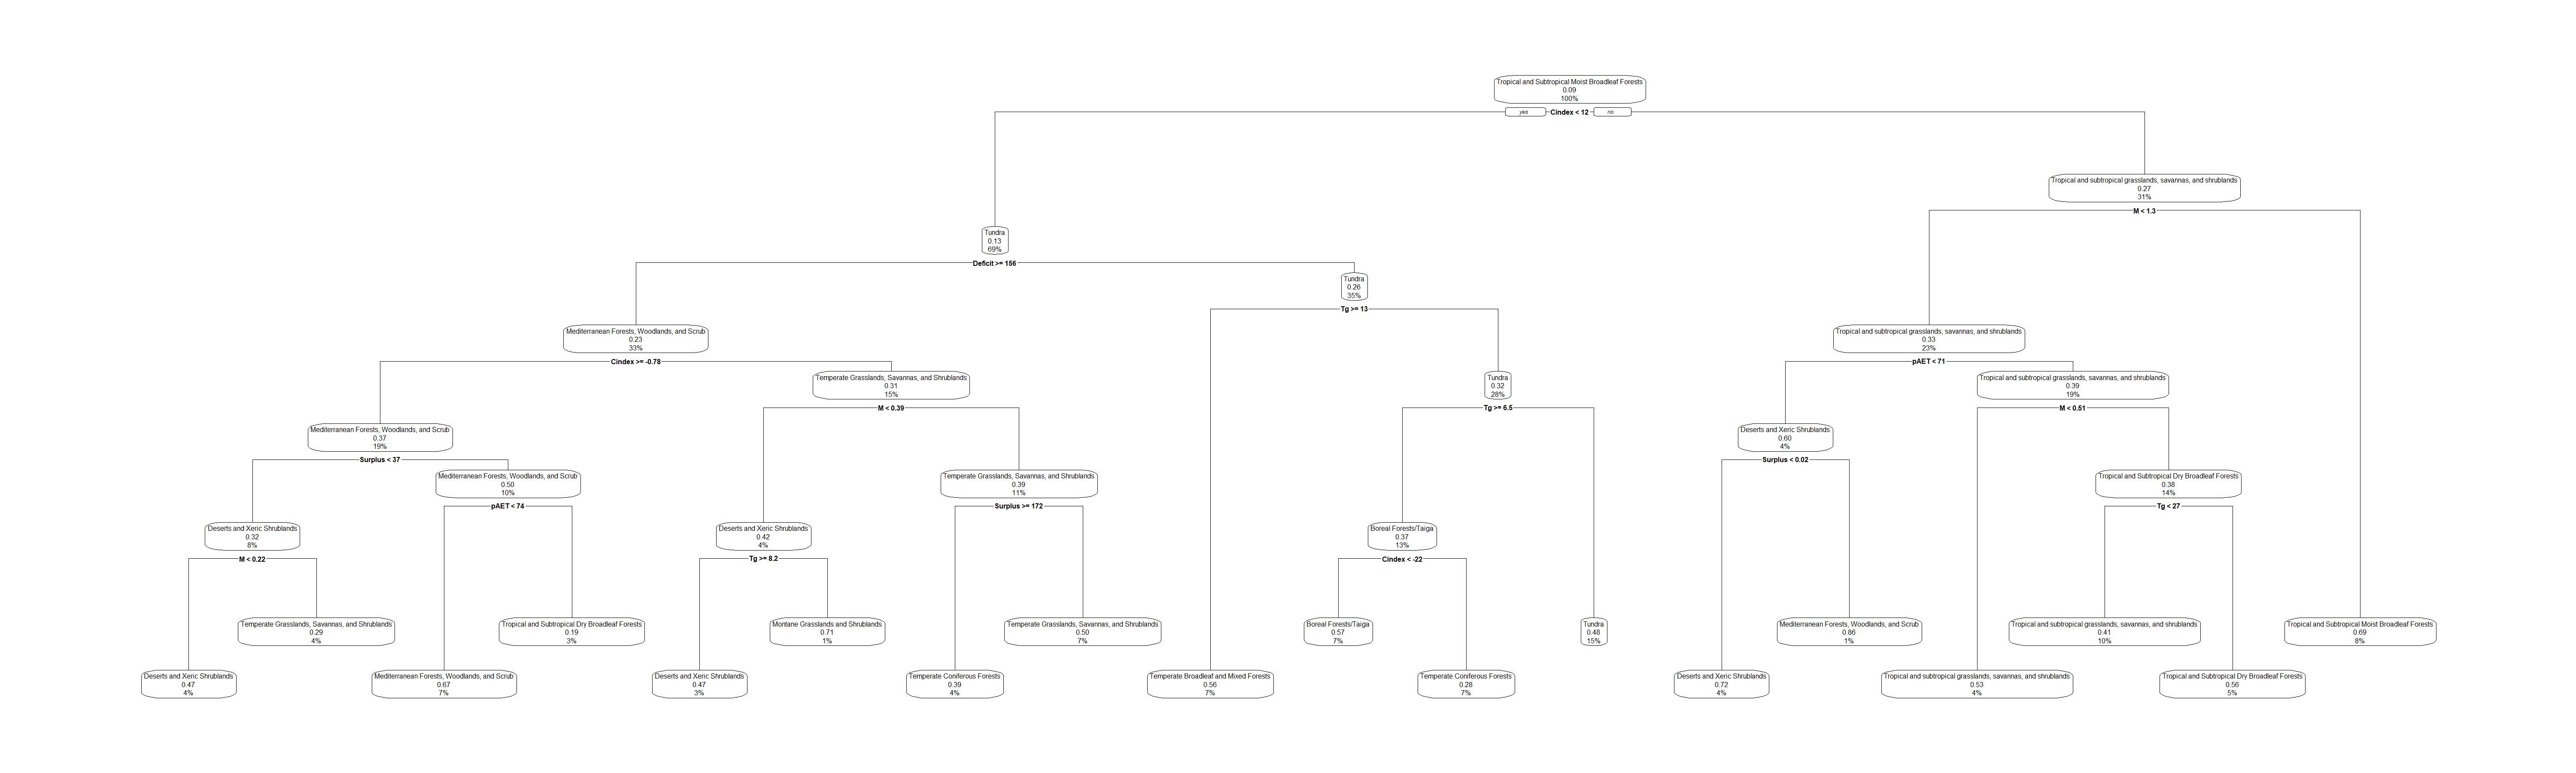 Tropical and Subtropical Moist Broadleaf Forests
0.09
100%
yes Cindex < 12 no
Tropical and subtropical grasslands, savannas, and shrublands
0.27
31%
M < 1.3
Tundra
0.13
69%
Deficit >= 156
Tundra
0.26
35%
Tg >= 13
Mediterranean Forests, Woodlands, and Scrub
0.23
33%
Cindex >= -0.78
Tropical and subtropical grasslands, savannas, and shrublands
0.33
23%
pAET < 71
Temperate Grasslands, Savannas, and Shrublands
0.31
15%
M < 0.39
Tundra
0.32
28%
Tg >= 6.5
Tropical and subtropical grasslands, savannas, and shrublands
0.39
19%
M < 0.51
Mediterranean Forests, Woodlands, and Scrub
0.37
19%
Surplus < 37
Deserts and Xeric Shrublands
0.60
4%
Surplus < 0.02
Mediterranean Forests, Woodlands, and Scrub
0.50
10%
pAET < 74
Temperate Grasslands, Savannas, and Shrublands
0.39
11%
Surplus >= 172
Tropical and Subtropical Dry Broadleaf Forests
0.38
14%
Tg < 27
Deserts and Xeric Shrublands
0.32
8%
M < 0.22
Deserts and Xeric Shrublands
0.42
4%
Tg >= 8.2
Boreal Forests/Taiga
0.37
13%
Cindex < -22
Temperate Grasslands, Savannas, and Shrublands
0.29
4%
Tropical and Subtropical Dry Broadleaf Forests
0.19
3%
Montane Grasslands and Shrublands
0.71
1%
Temperate Grasslands, Savannas, and Shrublands
0.50
7%
Boreal Forests/Taiga
0.57
7%
Tundra
0.48
15%
Mediterranean Forests, Woodlands, and Scrub
0.86
1%
Tropical and subtropical grasslands, savannas, and shrublands
0.41
10%
Tropical and Subtropical Moist Broadleaf Forests
0.69
8%
Deserts and Xeric Shrublands
0.47
4%
Mediterranean Forests, Woodlands, and Scrub
0.67
7%
Deserts and Xeric Shrublands
0.47
3%
Temperate Coniferous Forests
0.39
4%
Temperate Broadleaf and Mixed Forests
0.56
7%
Temperate Coniferous Forests
0.28
7%
Deserts and Xeric Shrublands
0.72
4%
Tropical and subtropical grasslands, savannas, and shrublands
0.53
4%
Tropical and Subtropical Dry Broadleaf Forests
0.56
5%